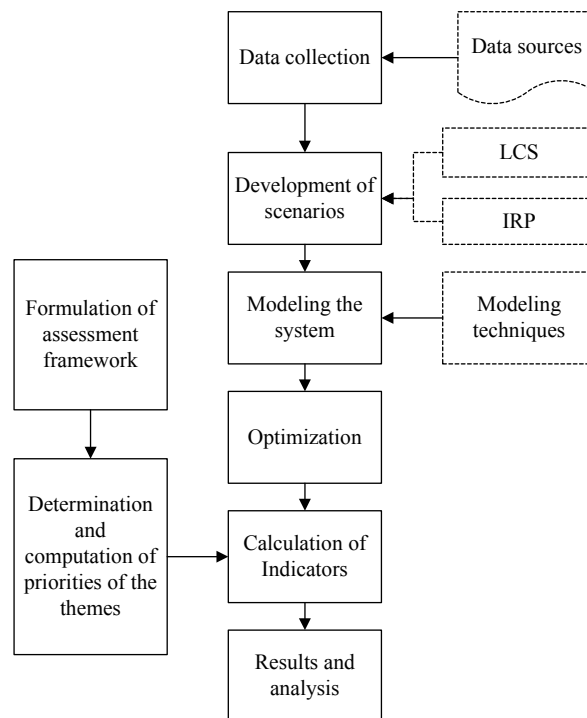 Data collection
Data sources
LCS
Development of
scenarios
IRP
Formulation of
assessment
framework
Modeling the
system
Modeling
techniques
Optimization
Determination
and
computation of
priorities of the
themes
Calculation of
Indicators
Results and
analysis